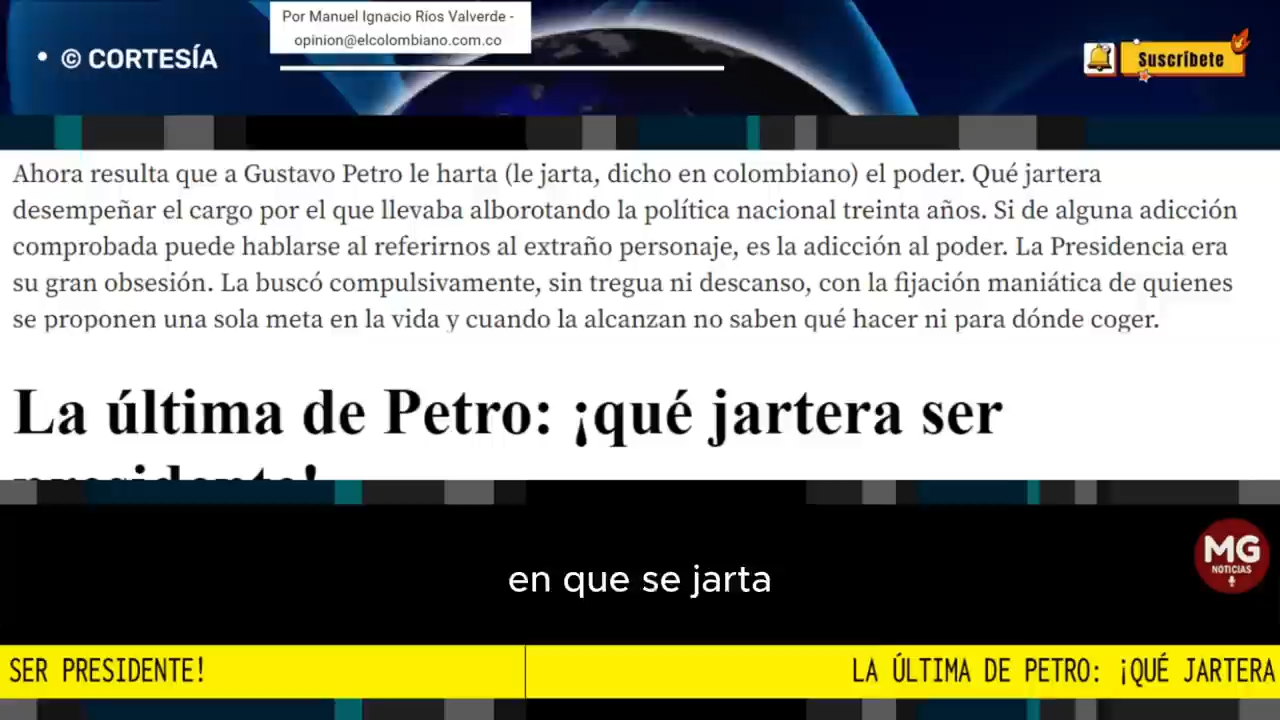 Por Manuel Ignacio Ríos Valverde -
opinion@elcolombiano.com.co
• © CORTESÍA
Suscríbete
Ahora resulta que a Gustavo Petro le harta (le jarta, dicho en colombiano) el poder. Qué jartera
desempeñar el cargo por el que llevaba alborotando la política nacional treinta años. Si de alguna adicción
comprobada puede hablarse al referirnos al extraño personaje, es la adicción al poder. La Presidencia era
su gran obsesión. La buscó compulsivamente, sin tregua ni descanso, con la fijación maniática de quienes
se proponen una sola meta en la vida y cuando la alcanzan no saben qué hacer ni para dónde coger.
La última de Petro: ¡qué jartera ser
presidente!
MG
NOTICIAS
en que se jarta
SER PRESIDENTE!
LA ÚLTIMA DE PETRO: ¡QUÉ JARTERA